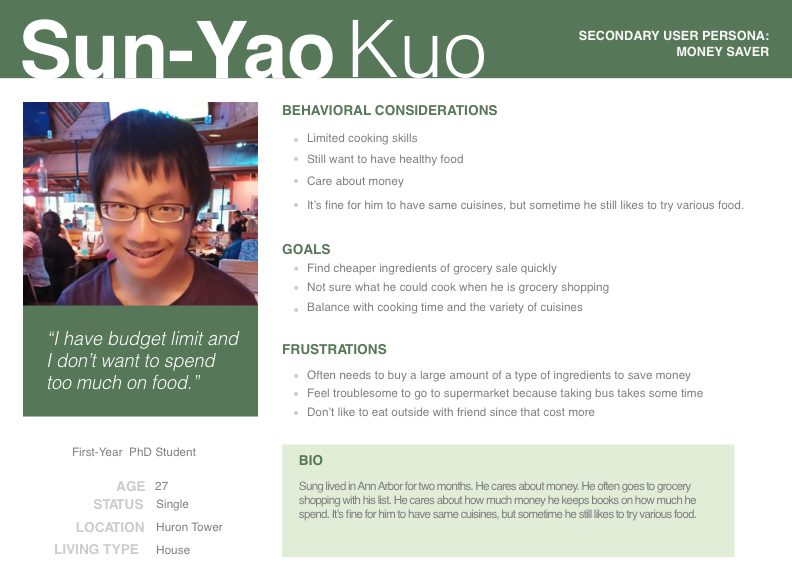 Sun-Yao Kuo
SECONDARY USER PERSONA:
MONEY SAVER
“I have budget limit and
I don’t want to spend
too much on food.”
First-Year PhD Student
AGE 27
STATUS Single
LOCATION Huron Tower
LIVING TYPE House
BEHAVIORAL CONSIDERATIONS
Limited cooking skills
Still want to have healthy food
Care about money
It’s fine for him to have same cuisines, but sometime he still likes to try various food.
GOALS
Find cheaper ingredients of grocery sale quickly
Not sure what he could cook when he is grocery shopping
Balance with cooking time and the variety of cuisines
FRUSTRATIONS
Often needs to buy a large amount of a type of ingredients to save money
Feel troublesome to go to supermarket because taking bus takes some time
Don’t like to eat outside with friend since that cost more
BIO
Sung lived in Ann Arbor for two months. He cares about money. He often goes to grocery
shopping with his list. He cares about how much money he keeps books on how much he
spend. It’s fine for him to have same cuisines, but sometime he still likes to try various food.